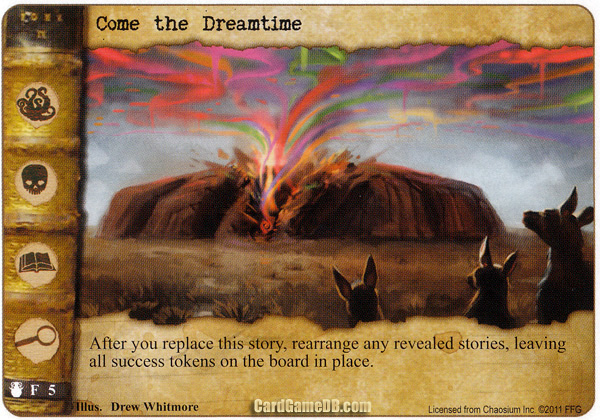 Come the Dreamtime
After you replace this story, rearrange any revealed stories, leaving
all success tokens on the board in place.
F 5
Illus. Drew Whitmore
CardGameDB.com
Licensed from Chaosium Inc. ©2011 FFG